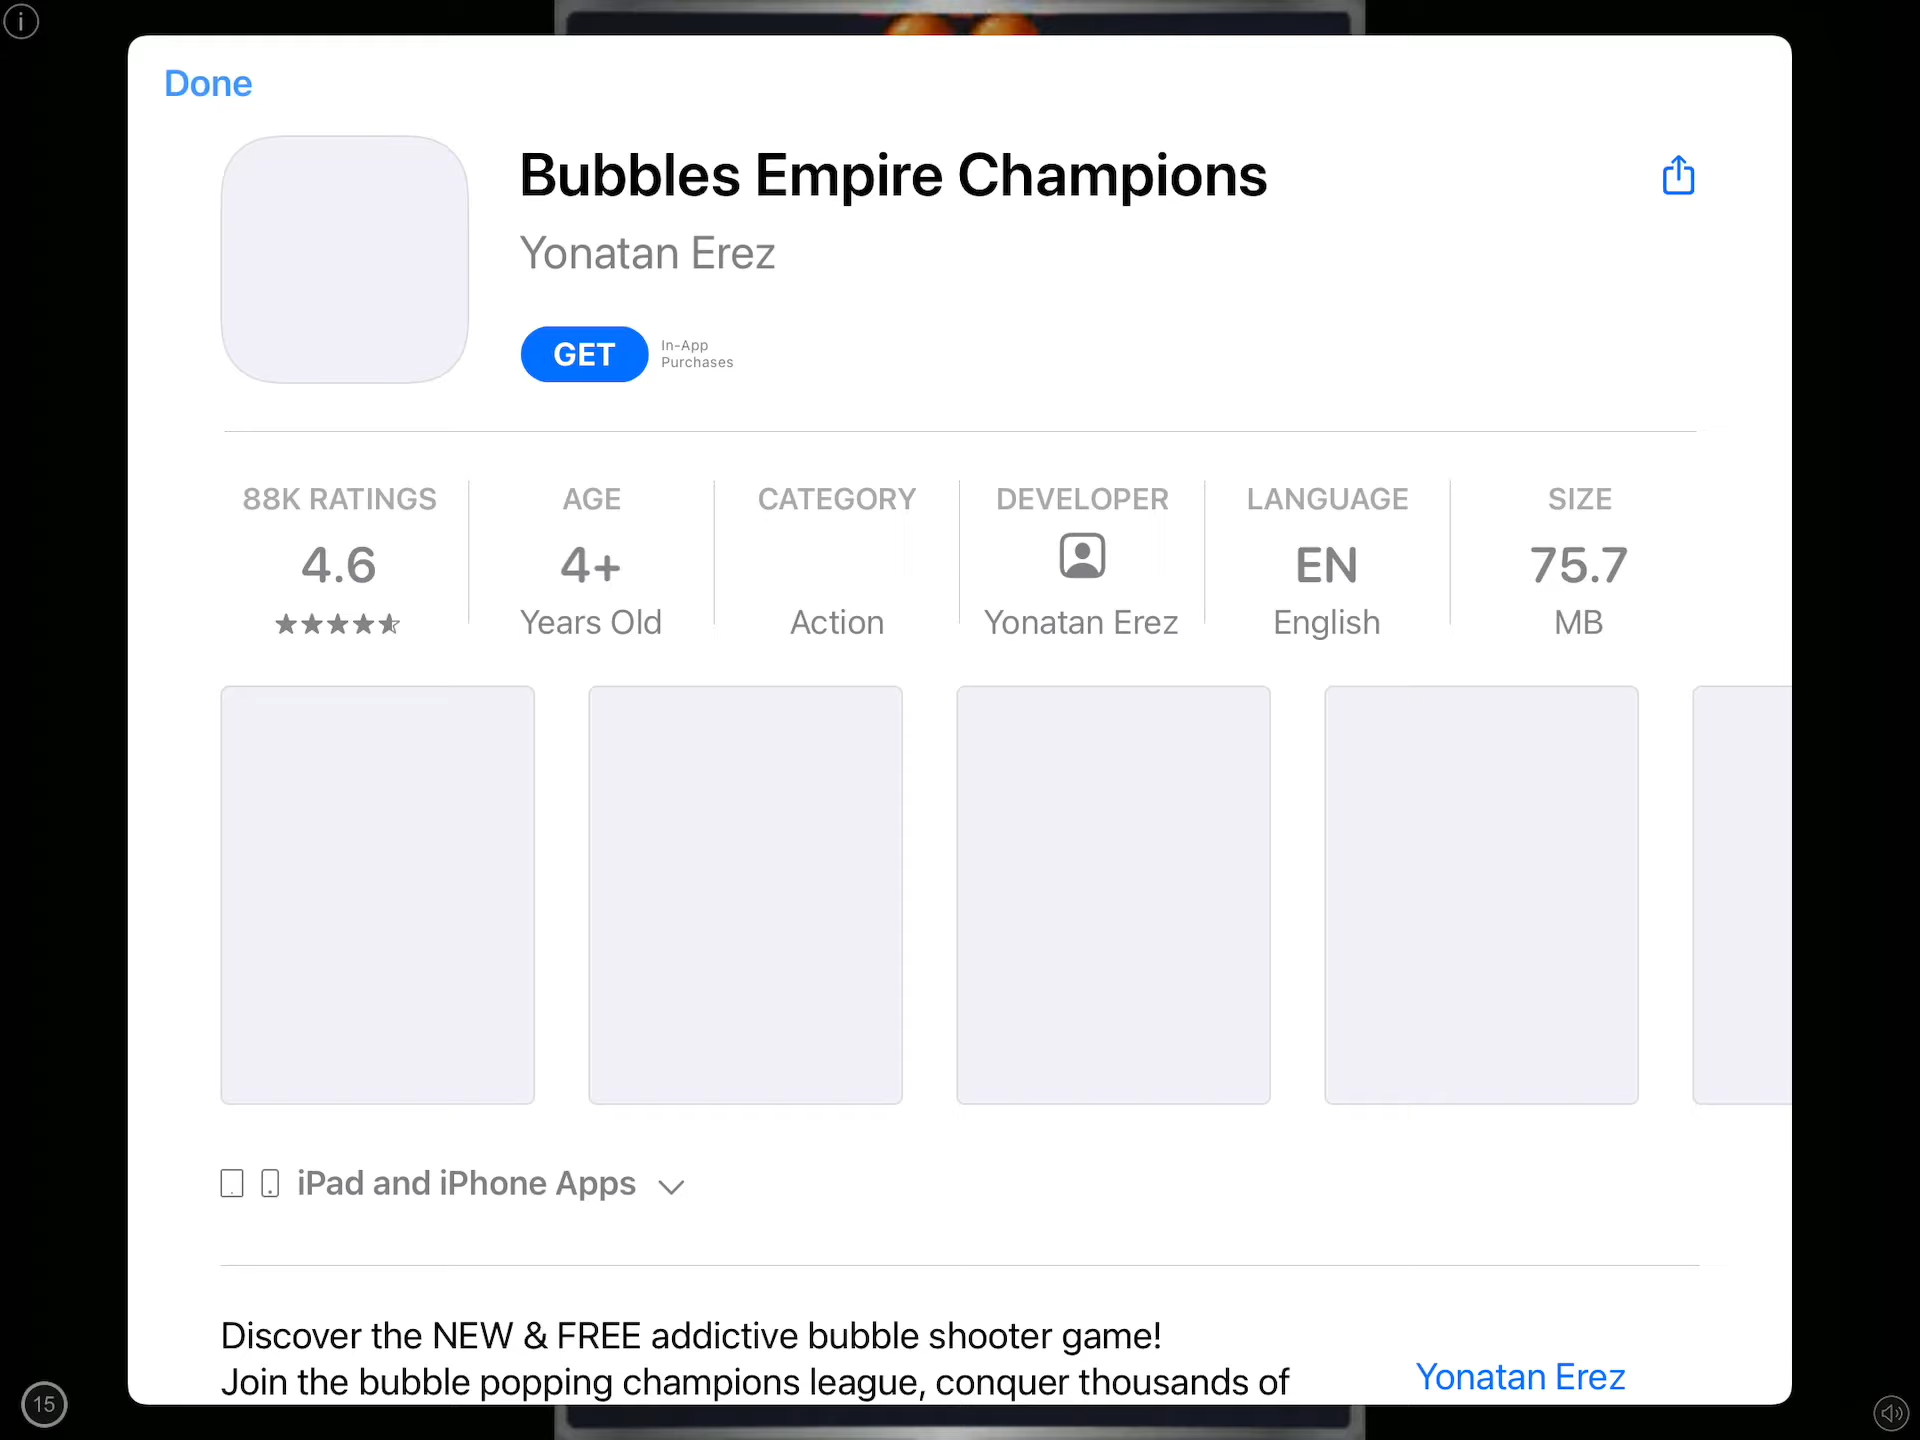 Done
Bubbles Empire Champions
Yonatan Erez
GET
In-App
Purchases
88K RATINGS
4.6
AGE
4+
Years Old
CATEGORY
Action
DEVELOPER
Yonatan Erez
LANGUAGE
EN
English
SIZE
75.7
MB
iPad and iPhone Apps
Discover the NEW & FREE addictive bubble shooter game!
Join the bubble popping champions league, conquer thousands of
Yonatan Erez
15